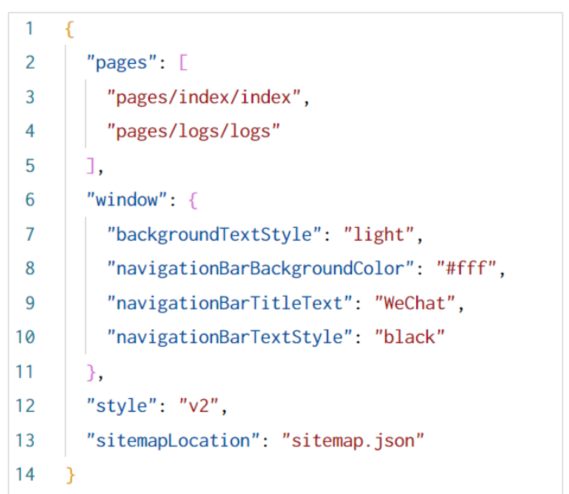 1 {
2 "pages": [
3 "pages/index/index",
4 "pages/logs/logs"
5 ],
6 "window": {
7 "backgroundTextStyle": "light",
8 "navigationBarBackgroundColor": "#fff",
9 "navigationBarTitleText": "WeChat",
10 "navigationBarTextStyle": "black"
11 },
12 "style": "v2",
13 "sitemapLocation": "sitemap.json"
14 }